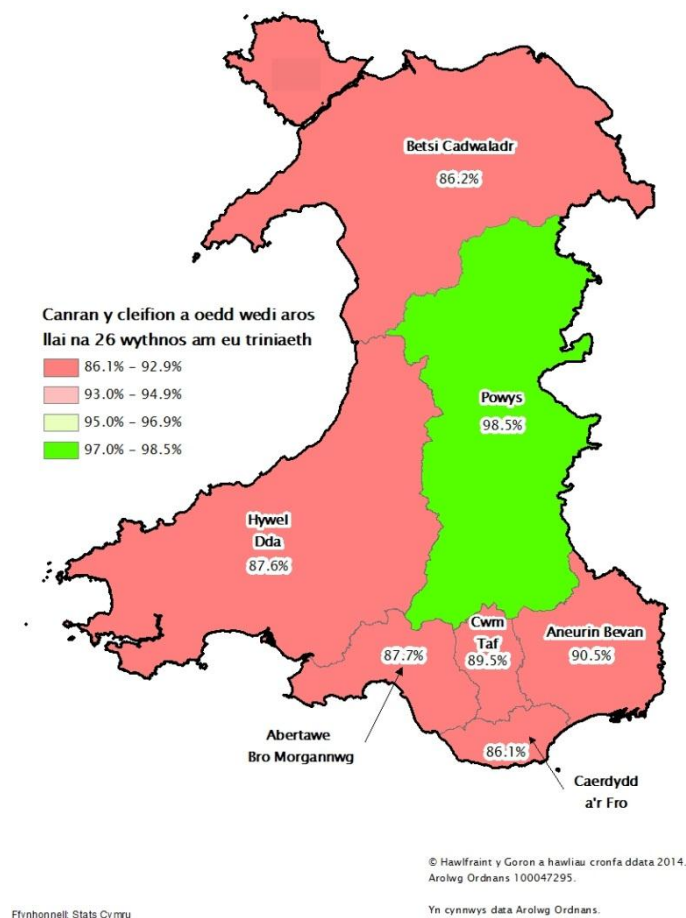 Betsi Cadwaladr
86.2%
Canran y cleifion a oedd wedi aros
llai na 26 wythnos am eu triniaeth
86.1% – 92.9%
93.0% – 94.9%
95.0% – 96.9%
97.0% – 98.5%
Powys
98.5%
Hywel
Dda
87.6%
Cwm
Taf
89.5%
Aneurin Bevan
90.5%
87.7%
Abertawe
Bro Morgannwg
86.1%
Caerdydd
a'r Fro
© Hawlfraint y Goron a hawliau cronfa ddata 2014.
Arolwg Ordnans 100047295.
Ffynhonnell: Stats Cymru
Yn cynnwys data Arolwg Ordnans.